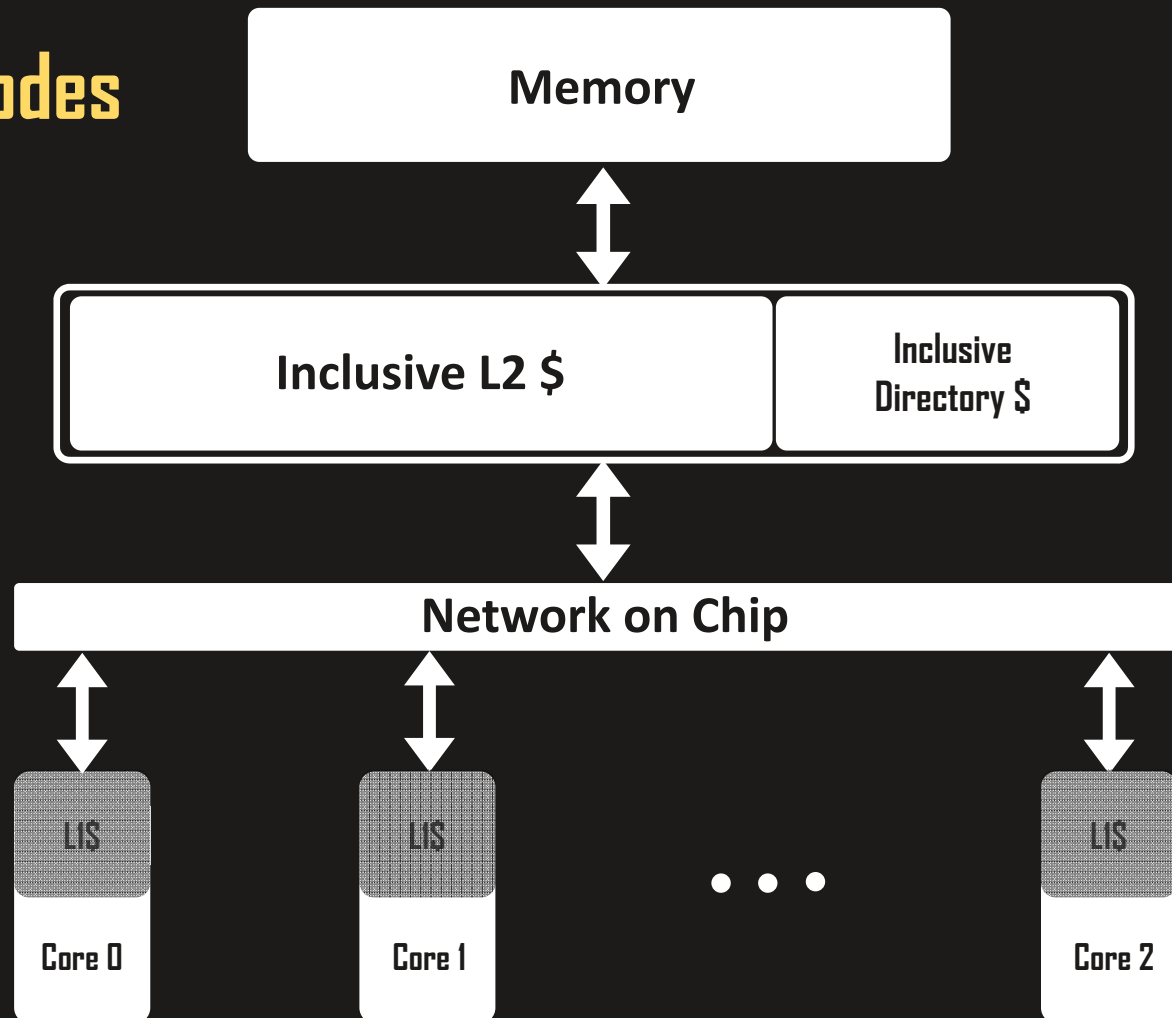 odes
Memory
Inclusive L2 $
Inclusive
Directory $
Network on Chip
L1$
L1$
L1$
Core 0
Core 1
Core 2